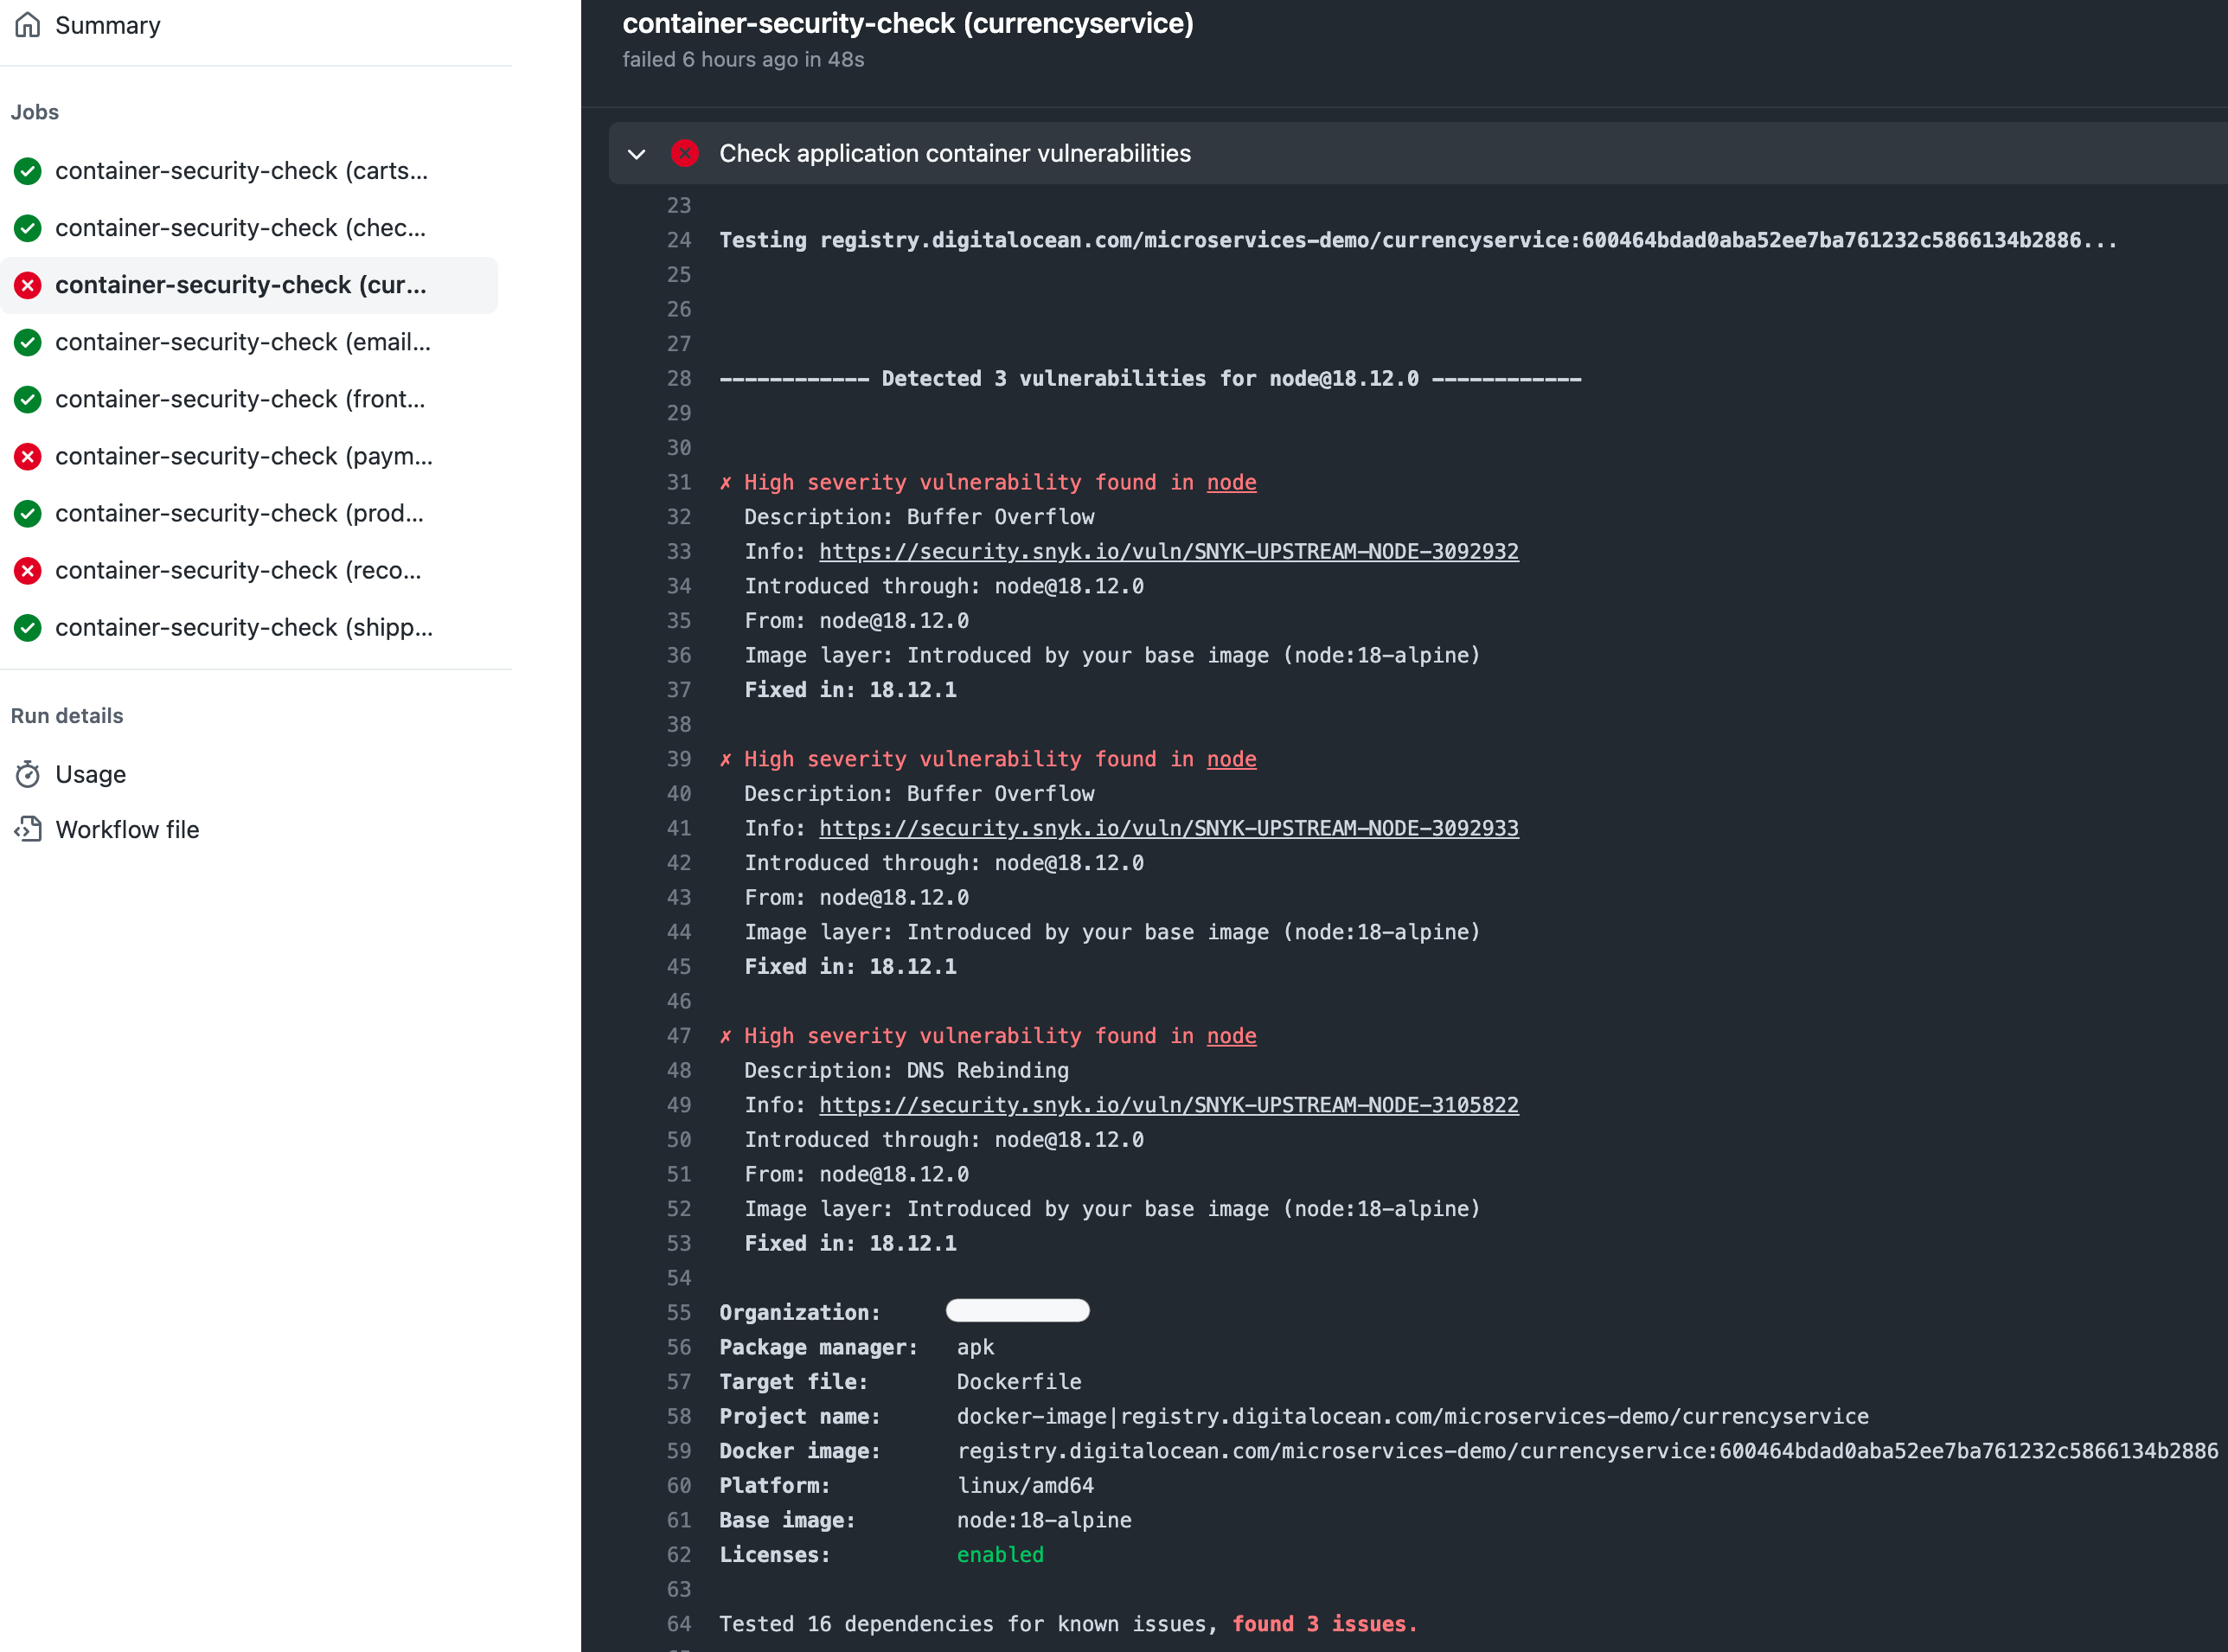 Summary
Jobs
container-security-check (carts...
container-security-check (chec...
container-security-check (cur...
container-security-check (email...
container-security-check (front...
container-security-check (paym...
container-security-check (prod...
container-security-check (reco...
container-security-check (shipp...
Run details
Usage
Workflow file
container-security-check (currencyservice)
failed 6 hours ago in 48s
Check application container vulnerabilities
23
24 Testing registry.digitalocean.com/microservices-demo/currencyservice:600464bdad0aba52ee7ba761232c5866134b2886...
25
26
27
28 ------------ Detected 3 vulnerabilities for node@18.12.0 ------------
29
30
31 ✗ High severity vulnerability found in node
32 Description: Buffer Overflow
33 Info: https://security.snyk.io/vuln/SNYK-UPSTREAM-NODE-3092932
34 Introduced through: node@18.12.0
35 From: node@18.12.0
36 Image layer: Introduced by your base image (node:18-alpine)
37 Fixed in: 18.12.1
38
39 ✗ High severity vulnerability found in node
40 Description: Buffer Overflow
41 Info: https://security.snyk.io/vuln/SNYK-UPSTREAM-NODE-3092933
42 Introduced through: node@18.12.0
43 From: node@18.12.0
44 Image layer: Introduced by your base image (node:18-alpine)
45 Fixed in: 18.12.1
46
47 ✗ High severity vulnerability found in node
48 Description: DNS Rebinding
49 Info: https://security.snyk.io/vuln/SNYK-UPSTREAM-NODE-3105822
50 Introduced through: node@18.12.0
51 From: node@18.12.0
52 Image layer: Introduced by your base image (node:18-alpine)
53 Fixed in: 18.12.1
54
55 Organization:
56 Package manager: apk
57 Target file: Dockerfile
58 Project name: docker-image|registry.digitalocean.com/microservices-demo/currencyservice
59 Docker image: registry.digitalocean.com/microservices-demo/currencyservice:600464bdad0aba52ee7ba761232c5866134b2886
60 Platform: linux/amd64
61 Base image: node:18-alpine
62 Licenses: enabled
63
64 Tested 16 dependencies for known issues, found 3 issues.